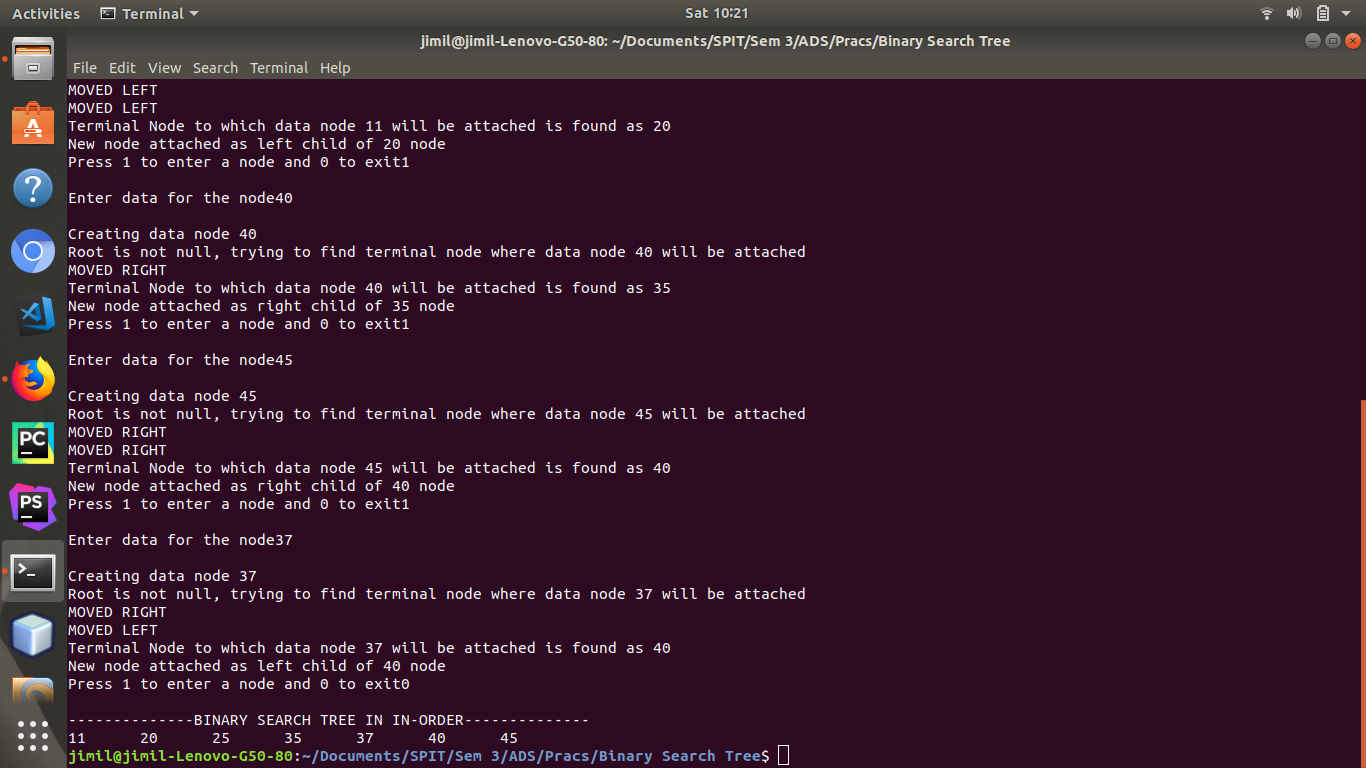 Activities Terminal Sat 10:21
jimil@jimil-Lenovo-G50-80: ~/Documents/SPIT/Sem 3/ADS/Pracs/Binary Search Tree
File Edit View Search Terminal Help
MOVED LEFT
MOVED LEFT
Terminal Node to which data node 11 will be attached is found as 20
New node attached as left child of 20 node
Press 1 to enter a node and 0 to exit1
Enter data for the node40
Creating data node 40
Root is not null, trying to find terminal node where data node 40 will be attached
MOVED RIGHT
Terminal Node to which data node 40 will be attached is found as 35
New node attached as right child of 35 node
Press 1 to enter a node and 0 to exit1
Enter data for the node45
Creating data node 45
Root is not null, trying to find terminal node where data node 45 will be attached
MOVED RIGHT
MOVED RIGHT
Terminal Node to which data node 45 will be attached is found as 40
New node attached as right child of 40 node
Press 1 to enter a node and 0 to exit1
Enter data for the node37
Creating data node 37
Root is not null, trying to find terminal node where data node 37 will be attached
MOVED RIGHT
MOVED LEFT
Terminal Node to which data node 37 will be attached is found as 40
New node attached as left child of 40 node
Press 1 to enter a node and 0 to exit0
--------------BINARY SEARCH TREE IN IN-ORDER--------------
11 20 25 35 37 40 45
jimil@jimil-Lenovo-G50-80:~/Documents/SPIT/Sem 3/ADS/Pracs/Binary Search Tree$
PC
PS